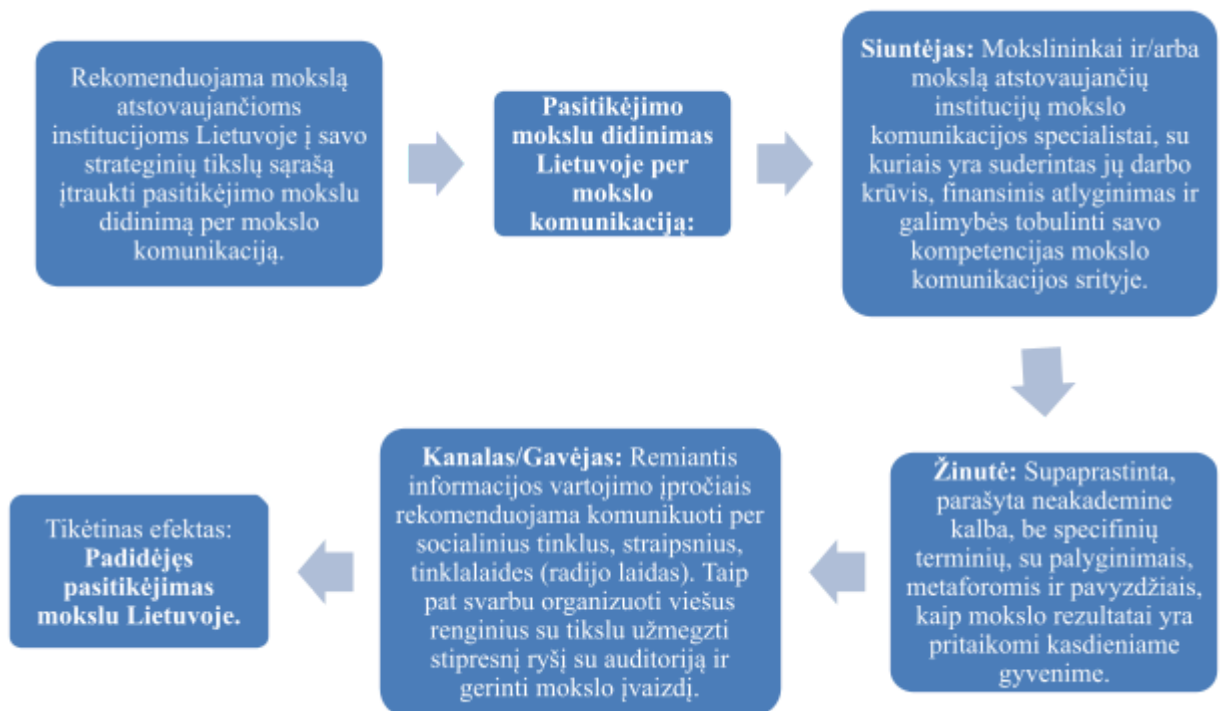 Rekomenduojama mokslą
atstovaujančioms
institucijoms Lietuvoje į savo
strateginių tikslų sąrašą
įtraukti pasitikėjimo mokslu
didinimą per mokslo
komunikaciją.
Pasitikėjimo
mokslu didinimas
Lietuvoje per
mokslo
komunikaciją:
Siuntėjas: Mokslininkai ir/arba
mokslą atstovaujančių
institucijų mokslo
komunikacijos specialistai, su
kuriais yra suderintas jų darbo
krūvis, finansinis atlyginimas ir
galimybės tobulinti savo
kompetencijas mokslo
komunikacijos srityje.
Žinutė: Supaprastinta,
parašyta neakademine
kalba, be specifinių
terminių, su palyginimais,
metaforomis ir pavyzdžiais,
kaip mokslo rezultatai yra
pritaikomi kasdieniame
gyvenime.
Kanalas/Gavėjas: Remiantis
informacijos vartojimo įpročiais
rekomenduojama komunikuoti per
socialinius tinklus, straipsnius,
tinklalaides (radijo laidas). Taip
pat svarbu organizuoti viešus
renginius su tikslu užmegzti
stipresnį ryšį su auditoriją ir
gerinti mokslo įvaizdį.
Tikėtinas efektas:
Padidėjęs
pasitikėjimas
mokslu Lietuvoje.